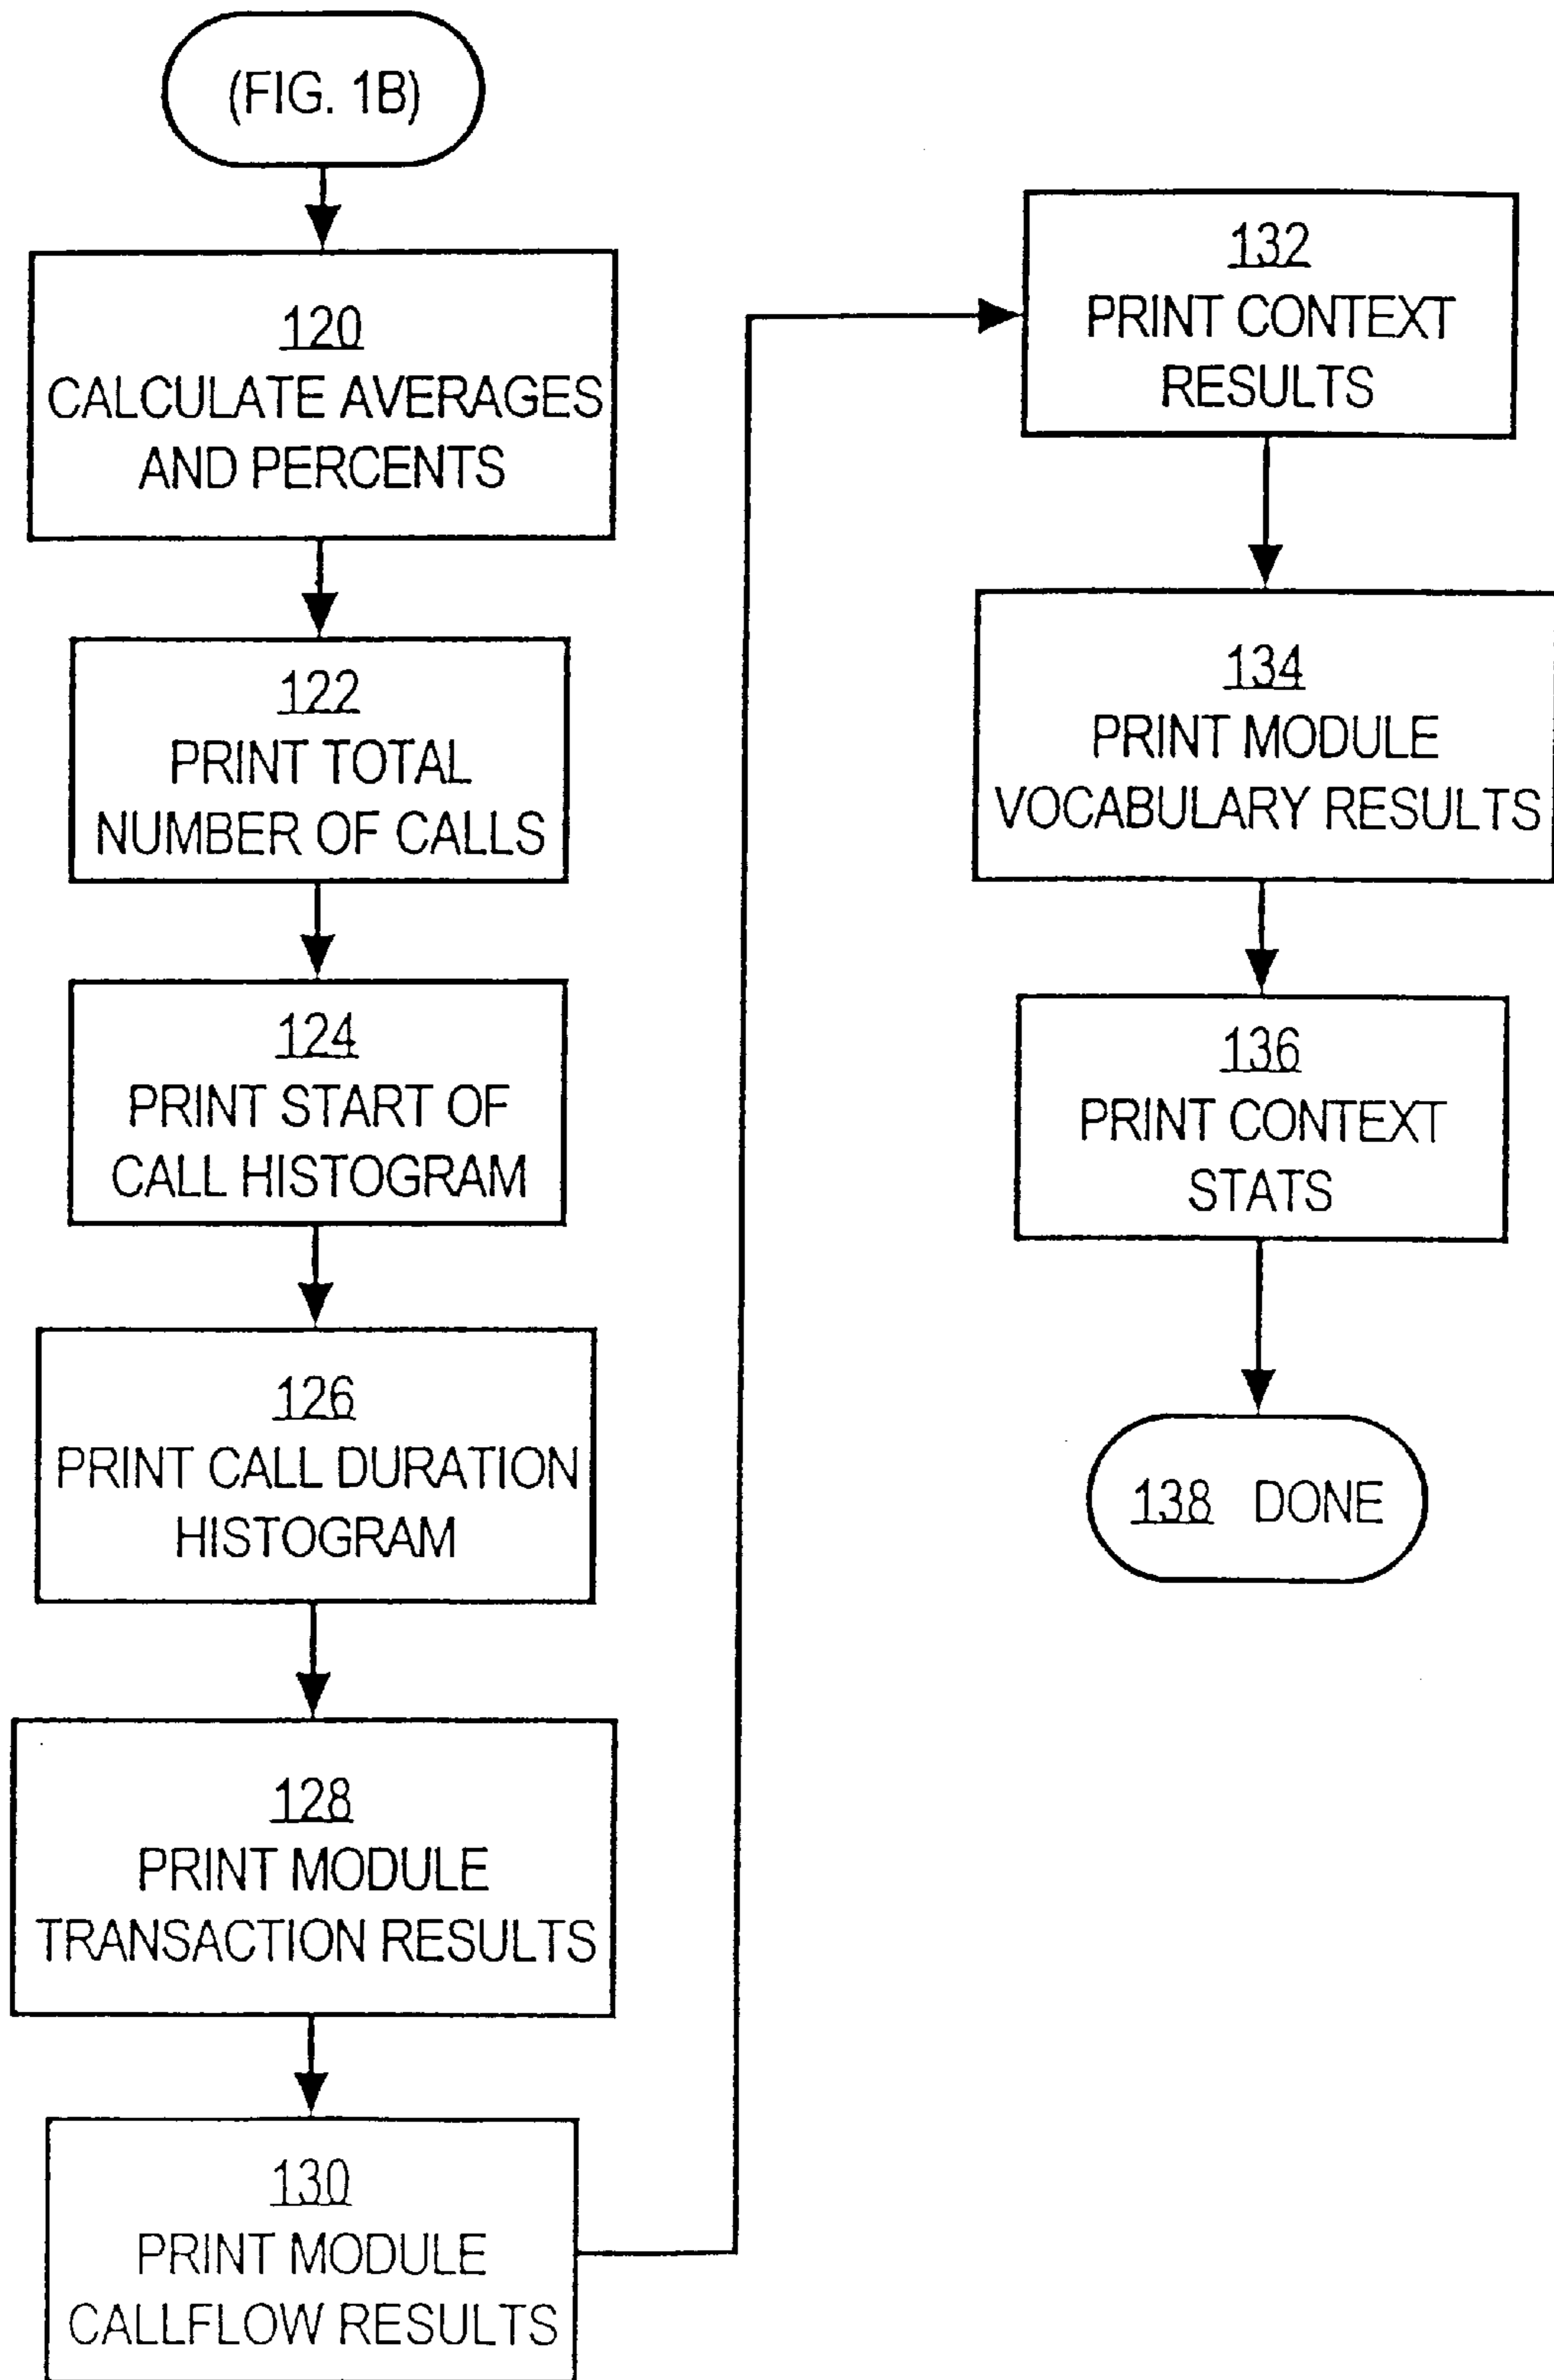 (FIG. 1B)
120
CALCULATE AVERAGES
AND PERCENTS
122
PRINT TOTAL
NUMBER OF CALLS
124
PRINT START OF
CALL HISTOGRAM
126
PRINT CALL DURATION
HISTOGRAM
128
PRINT MODULE
TRANSACTION RESULTS
130
PRINT MODULE
CALLFLOW RESULTS
132
PRINT CONTEXT
RESULTS
134
PRINT MODULE
VOCABULARY RESULTS
136
PRINT CONTEXT
STATS
138 DONE